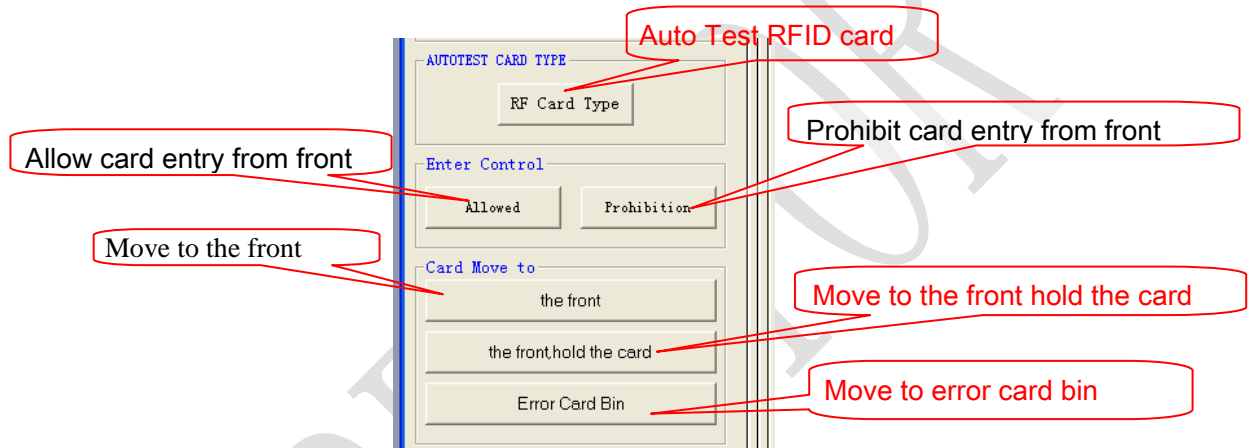 Auto Test RFID card
AUTOTEST CARD TYPE
RF Card Type
Prohibit card entry from front
Allow card entry from front
Enter Control
Allowed
Prohibition
Move to the front
Card Move to
the front
Move to the front hold the card
the front,hold the card
Error Card Bin
Move to error card bin